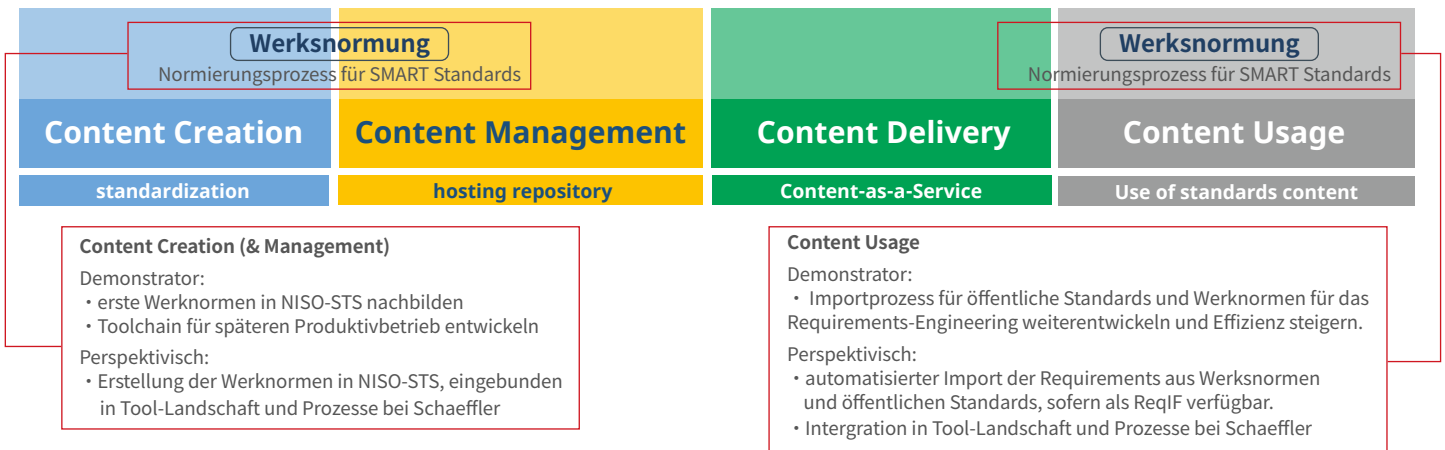 Werksnormung
Normierungsprozess für SMART Standards
Werksnormung
Normierungsprozess für SMART Standards
Content Creation
Content Management
Content Delivery
Content Usage
standardization
hosting repository
Content-as-a-Service
Use of standards content
Content Creation (& Management)
Demonstrator:
• erste Werknormen in NISO-STS nachbilden
• Toolchain für späteren Produktivbetrieb entwickeln
Perspektivisch:
• Erstellung der Werknormen in NISO-STS, eingebunden
in Tool-Landschaft und Prozesse bei Schaeffler
Content Usage
Demonstrator:
• Importprozess für öffentliche Standards und Werknormen für das
Requirements-Engineering weiterentwickeln und Effizienz steigern.
Perspektivisch:
• automatisierter Import der Requirements aus Werksnormen
und öffentlichen Standards, sofern als ReqIF verfügbar.
• Intergration in Tool-Landschaft und Prozesse bei Schaeffler